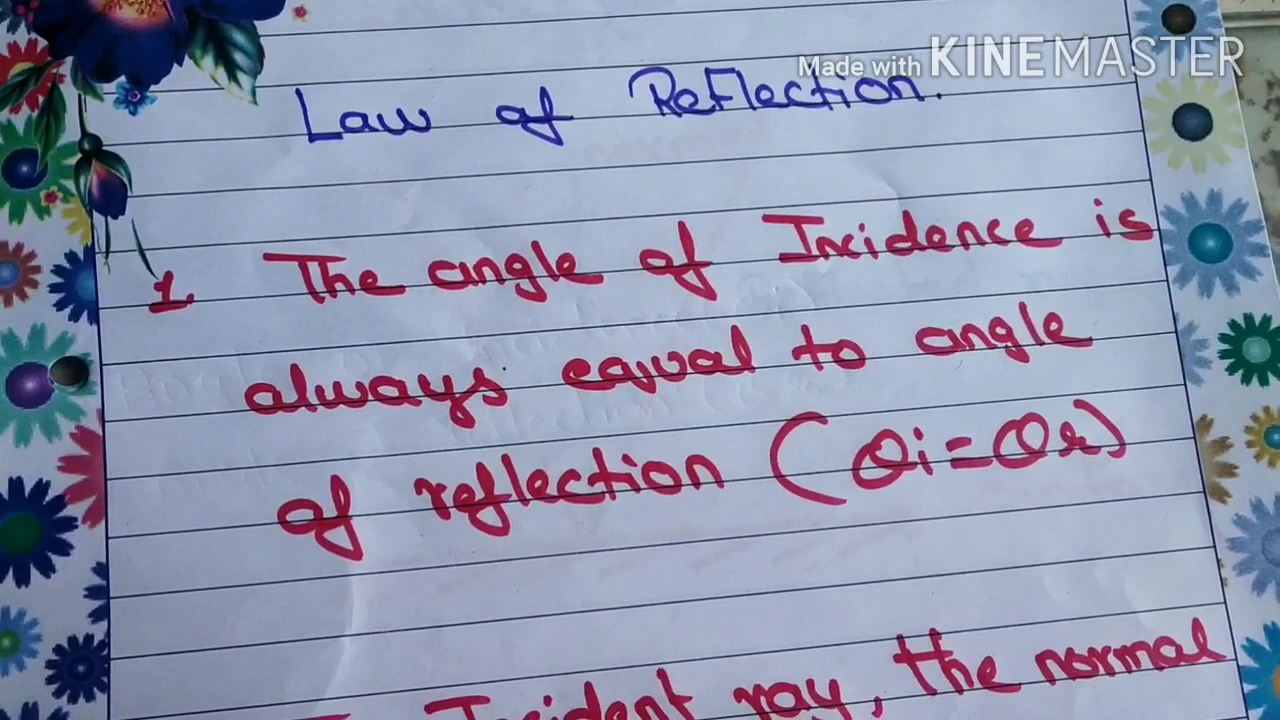 Made with KINEMASTER
Law of Reflection.
1. The angle of Incidence is
always equal to angle
of reflection (θi=θr)
Incident ray, the normal